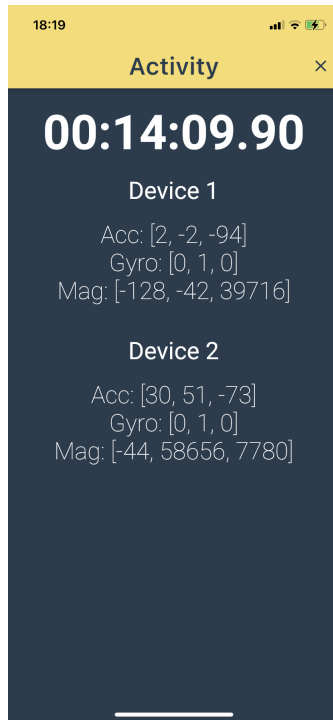 18:19
Activity ×
00:14:09.90
Device 1
Acc: [2, -2, -94]
Gyro: [0, 1, 0]
Mag: [-128, -42, 39716]
Device 2
Acc: [30, 51, -73]
Gyro: [0, 1, 0]
Mag: [-44, 58656, 7780]